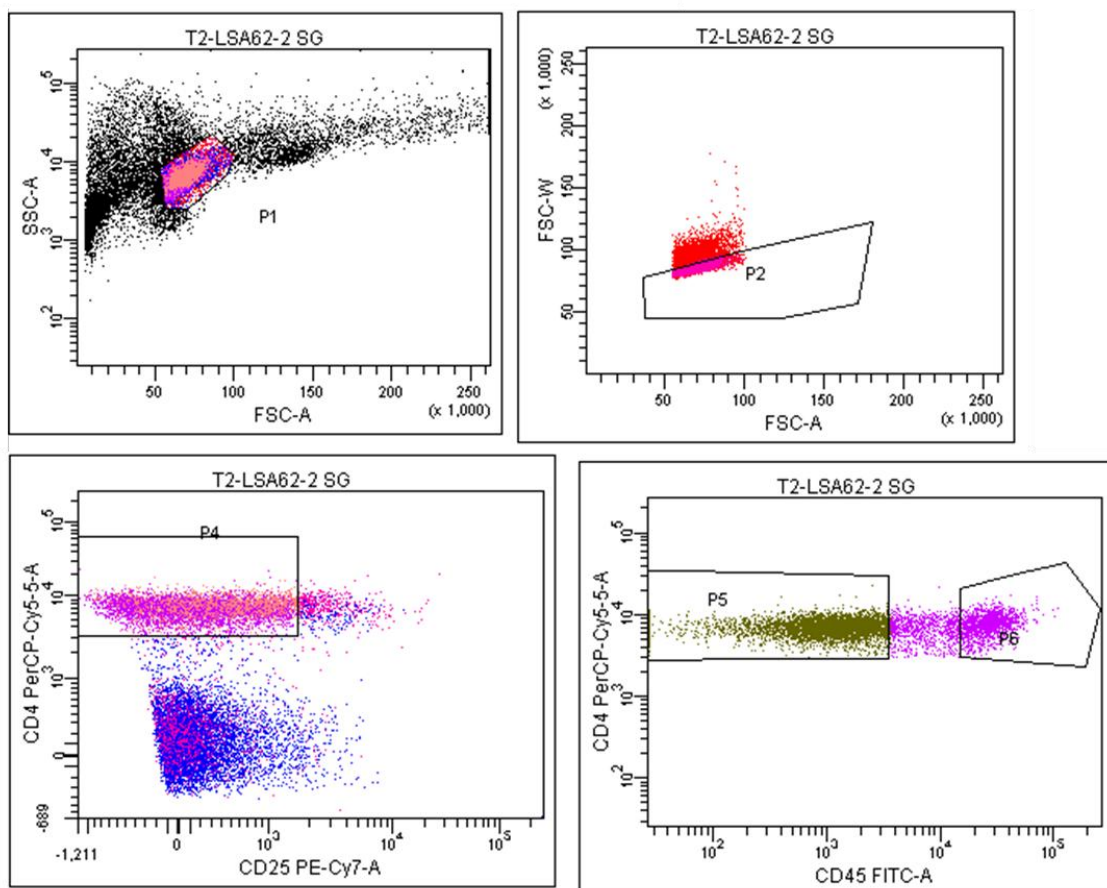 T2-LSA62-2 SG
SSC-A
10^5
10^4
10^3
10^2
P1
50 100 150 200 250
FSC-A
(x 1,000)
T2-LSA62-2 SG
(x 1,000)
FSC-W
250
200
150
100
50
P2
50 100 150 200 250
FSC-A
(x 1,000)
T2-LSA62-2 SG
CD4 PerCP-Cy5-5-A
10^5
10^4
10^3
0
-689
P4
-1,211
0 10^3 10^4 10^5
CD25 PE-Cy7-A
T2-LSA62-2 SG
CD4 PerCP-Cy5-5-A
10^5
10^4
10^3
10^2
P5
P6
10^2 10^3 10^4 10^5
CD45 FITC-A